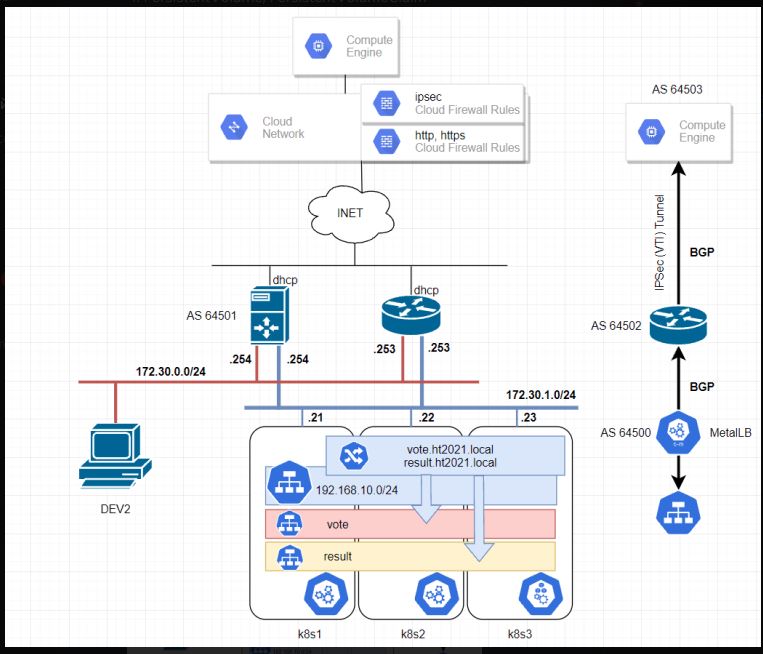 Compute
Engine
ipsec
Cloud Firewall Rules
Cloud
Network
http, https
Cloud Firewall Rules
INET
dhcp
dhcp
AS 64501
.254
.254
.253
.253
172.30.0.0/24
172.30.1.0/24
.21
.22
.23
DEV2
vote.ht2021.local
result.ht2021.local
192.168.10.0/24
vote
result
k8s1
k8s2
k8s3
AS 64503
Compute
Engine
IPSec (VTI) Tunnel
BGP
AS 64502
BGP
AS 64500
MetalLB